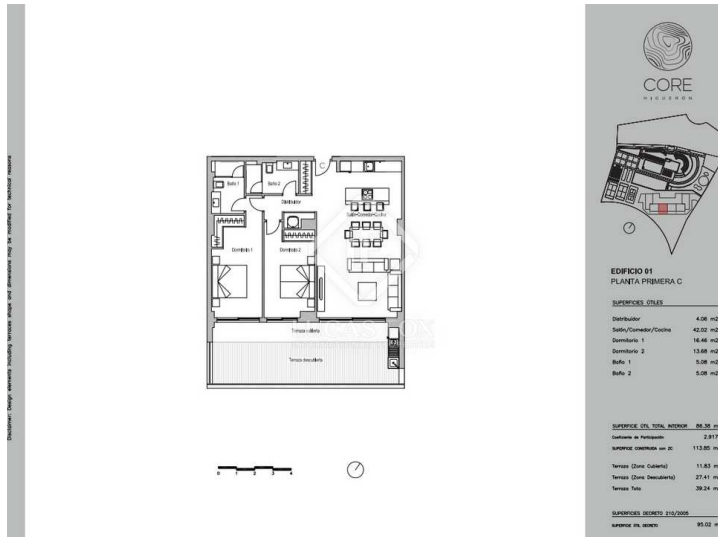 Disclaimer: Design elements including terraces shape and dimensions may be modified for technical reasons
Baño 1
Baño 2
C
Distribuidor
Salón-Comedor-Cocina
Dormitorio 1
Dormitorio 2
LUCAS FOX
Terraza cubierta
Terraza descubierta
0 1 2 3 4
CORE
HIGUERÓN
EDIFICIO 01
PLANTA PRIMERA C
SUPERFICIES ÚTILES
Distribuidor 4.06 m2
Salón/Comedor/Cocina 42.02 m2
Dormitorio 1 16.46 m2
Dormitorio 2 13.68 m2
Baño 1 5.08 m2
Baño 2 5.08 m2
SUPERFICIE ÚTIL TOTAL INTERIOR 86.38 m
Coeficiente de Participación 2.917
SUPERFICIE CONSTRUIDA con ZC 113.85 m
Terraza (Zona Cubierta) 11.83 m
Terraza (Zona Descubierta) 27.41 m
Terraza Tota 39.24 m
SUPERFICIES DECRETO 218/2005
SUPERFICIE ÚTIL DECRETO 95.02 m